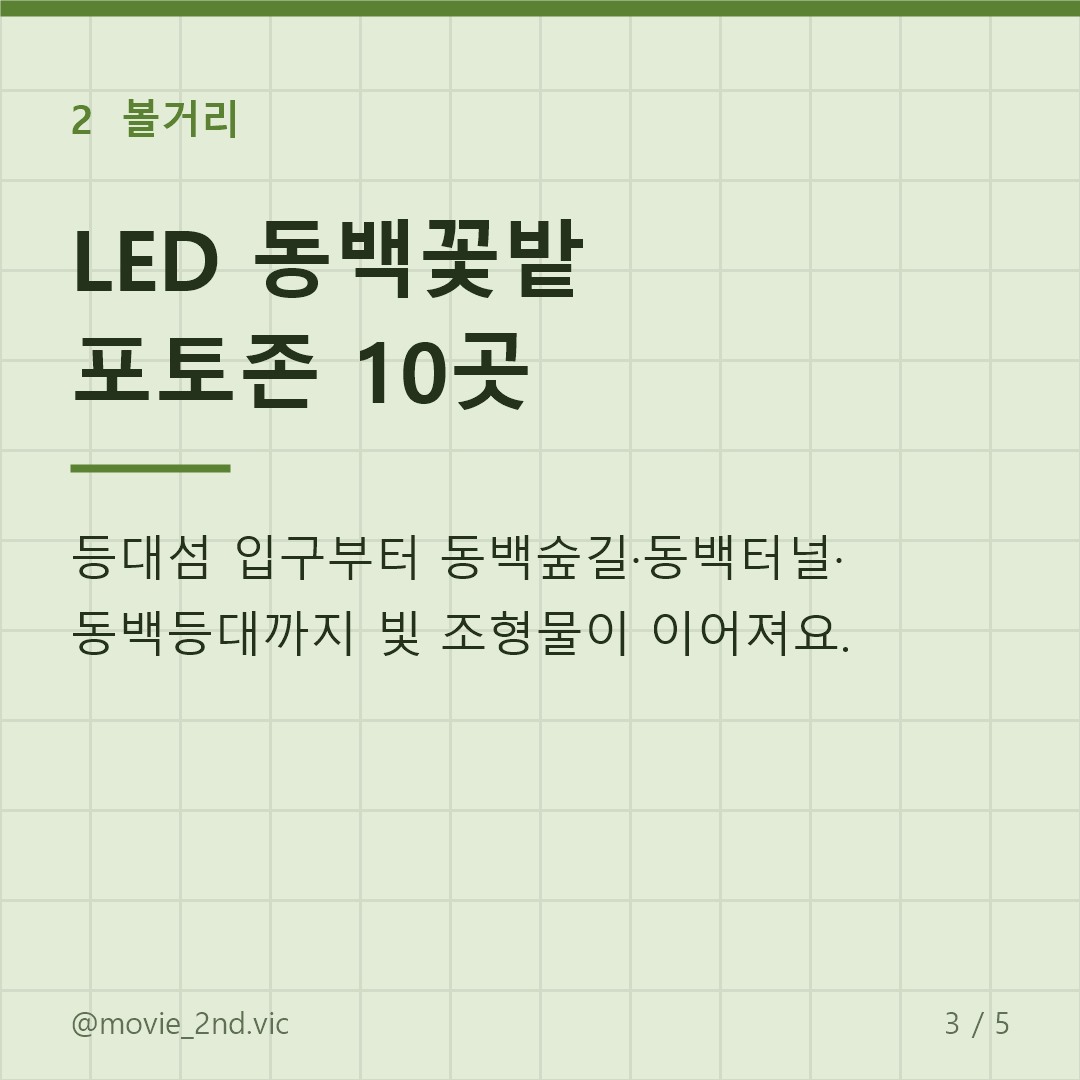 2 볼거리
LED 동백꽃밭
포토존 10곳
등대섬 입구부터 동백숲길·동백터널·
동백등대까지 빛 조형물이 이어져요.
@movie_2nd.vic
3 / 5